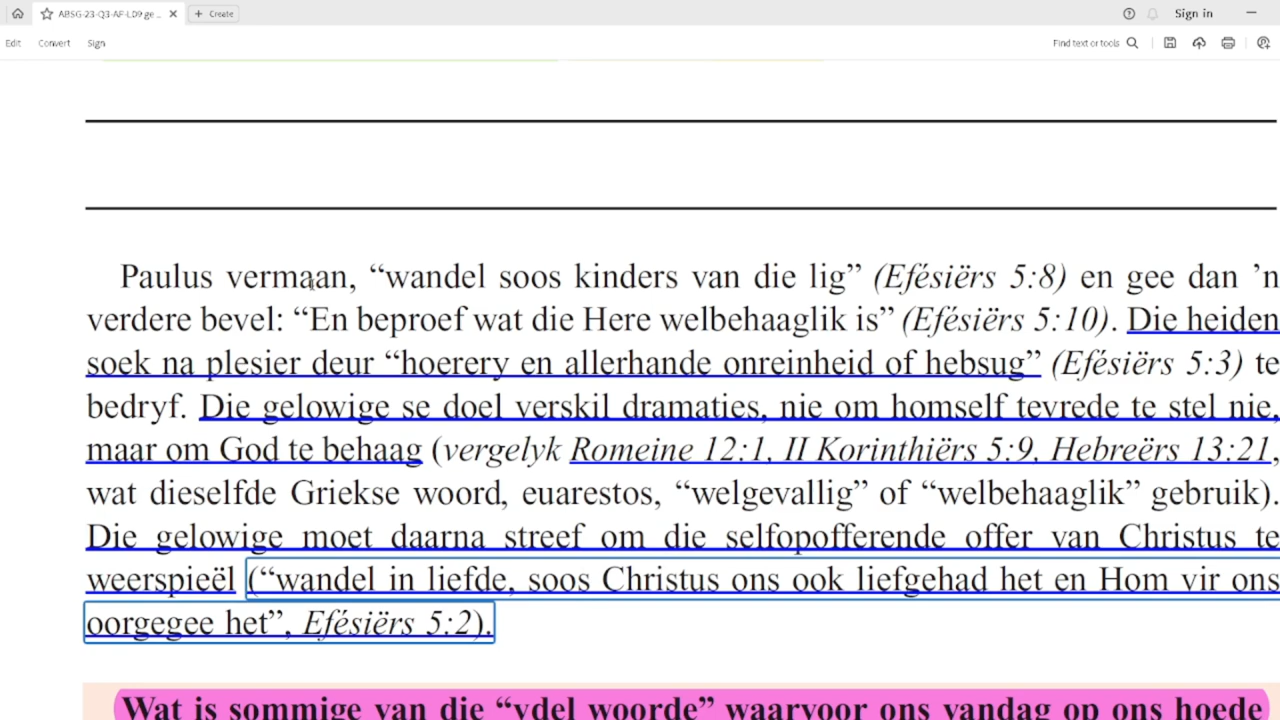 ABSG-23-Q3-AF-L09 ge ...
Create
Sign in
Edit Convert Sign
Find text or tools
Paulus vermaan, “wandel soos kinders van die lig” (Efésiërs 5:8) en gee dan ’n
verdere bevel: “En beproef wat die Here welbehaaglik is” (Efésiërs 5:10). Die heiden
soek na plesier deur “hoerery en allerhande onreinheid of hebsug” (Efésiërs 5:3) te
bedryf. Die gelowige se doel verskil dramaties, nie om homself tevrede te stel nie,
maar om God te behaag (vergelyk Romeine 12:1, II Korinthiërs 5:9, Hebreërs 13:21,
wat dieselfde Griekse woord, euarestos, “welgevallig” of “welbehaaglik” gebruik).
Die gelowige moet daarna streef om die selfopofferende offer van Christus te
weerspieël (“wandel in liefde, soos Christus ons ook liefgehad het en Hom vir ons
oorgegee het”, Efésiërs 5:2).
Wat is sommige van die “ydel woorde” waarvoor ons vandag op ons hoede